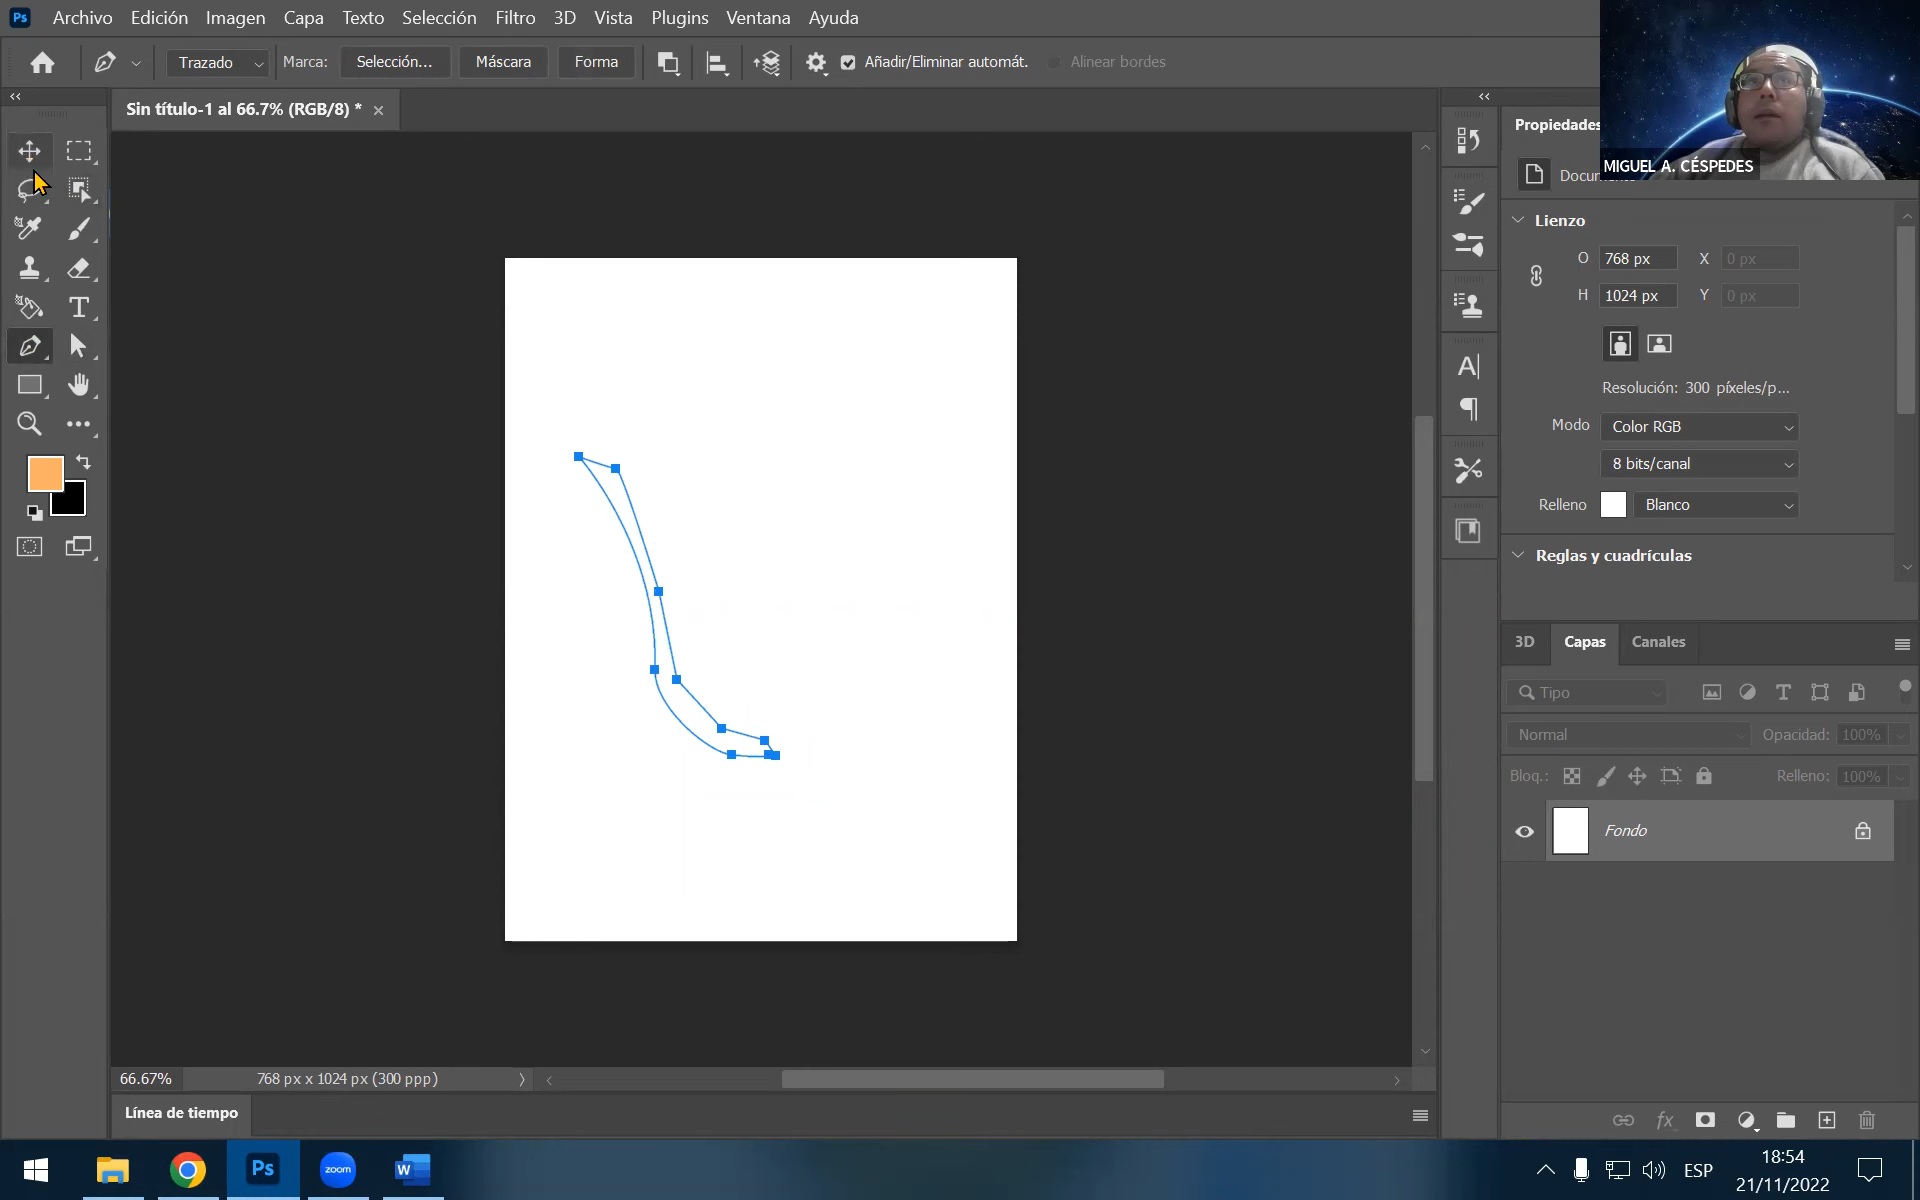 Ps Archivo Edición Imagen Capa Texto Selección Filtro 3D Vista Plugins Ventana Ayuda
Trazado Marca: Selección... Máscara Forma Añadir/Eliminar automát. Alinear bordes
Sin título-1 al 66.7% (RGB/8) *
Propiedades
MIGUEL A. CÉSPEDES
Lienzo
O 768 px X 0 px
H 1024 px Y 0 px
Resolución: 300 píxeles/p...
Modo Color RGB
8 bits/canal
Relleno Blanco
Reglas y cuadrículas
3D Capas Canales
Tipo
Normal Opacidad: 100%
Bloq.: Relleno: 100%
Fondo
66.67% 768 px x 1024 px (300 ppp)
Línea de tiempo
fx
Ps zoom W
ESP
18:54
21/11/2022